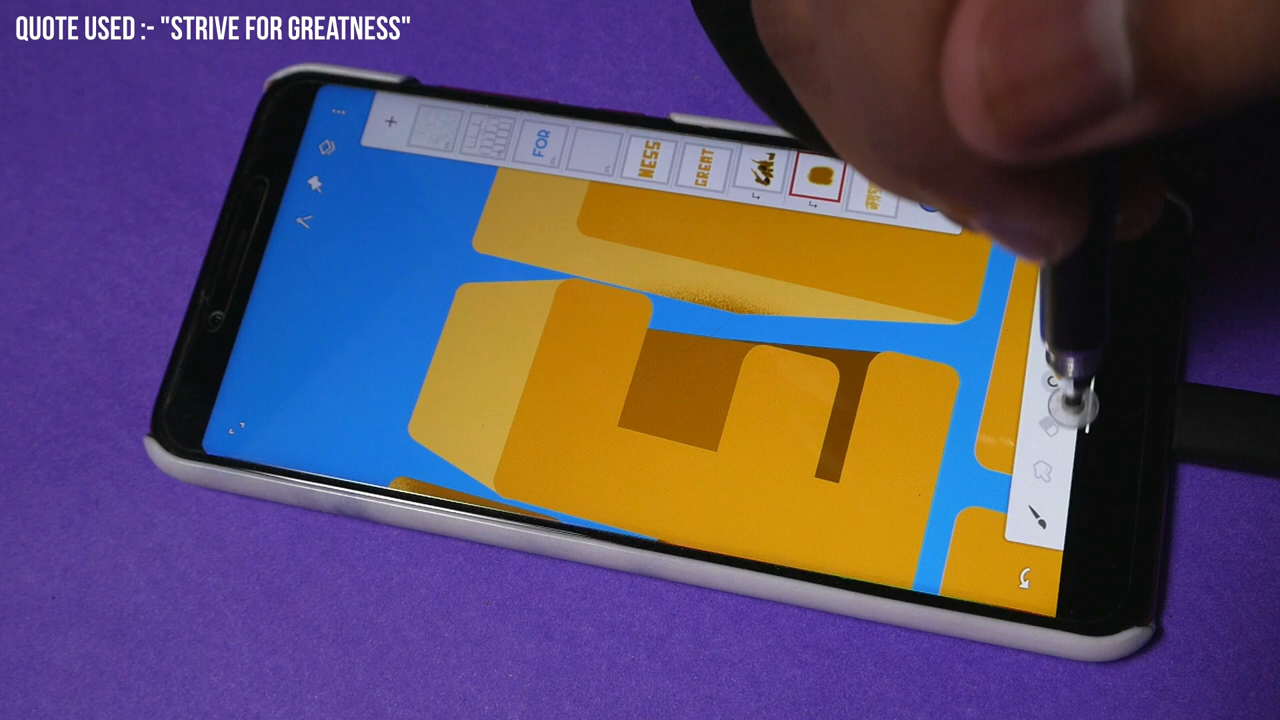 QUOTE USED :- "STRIVE FOR GREATNESS"
FOR
NESS
GREAT